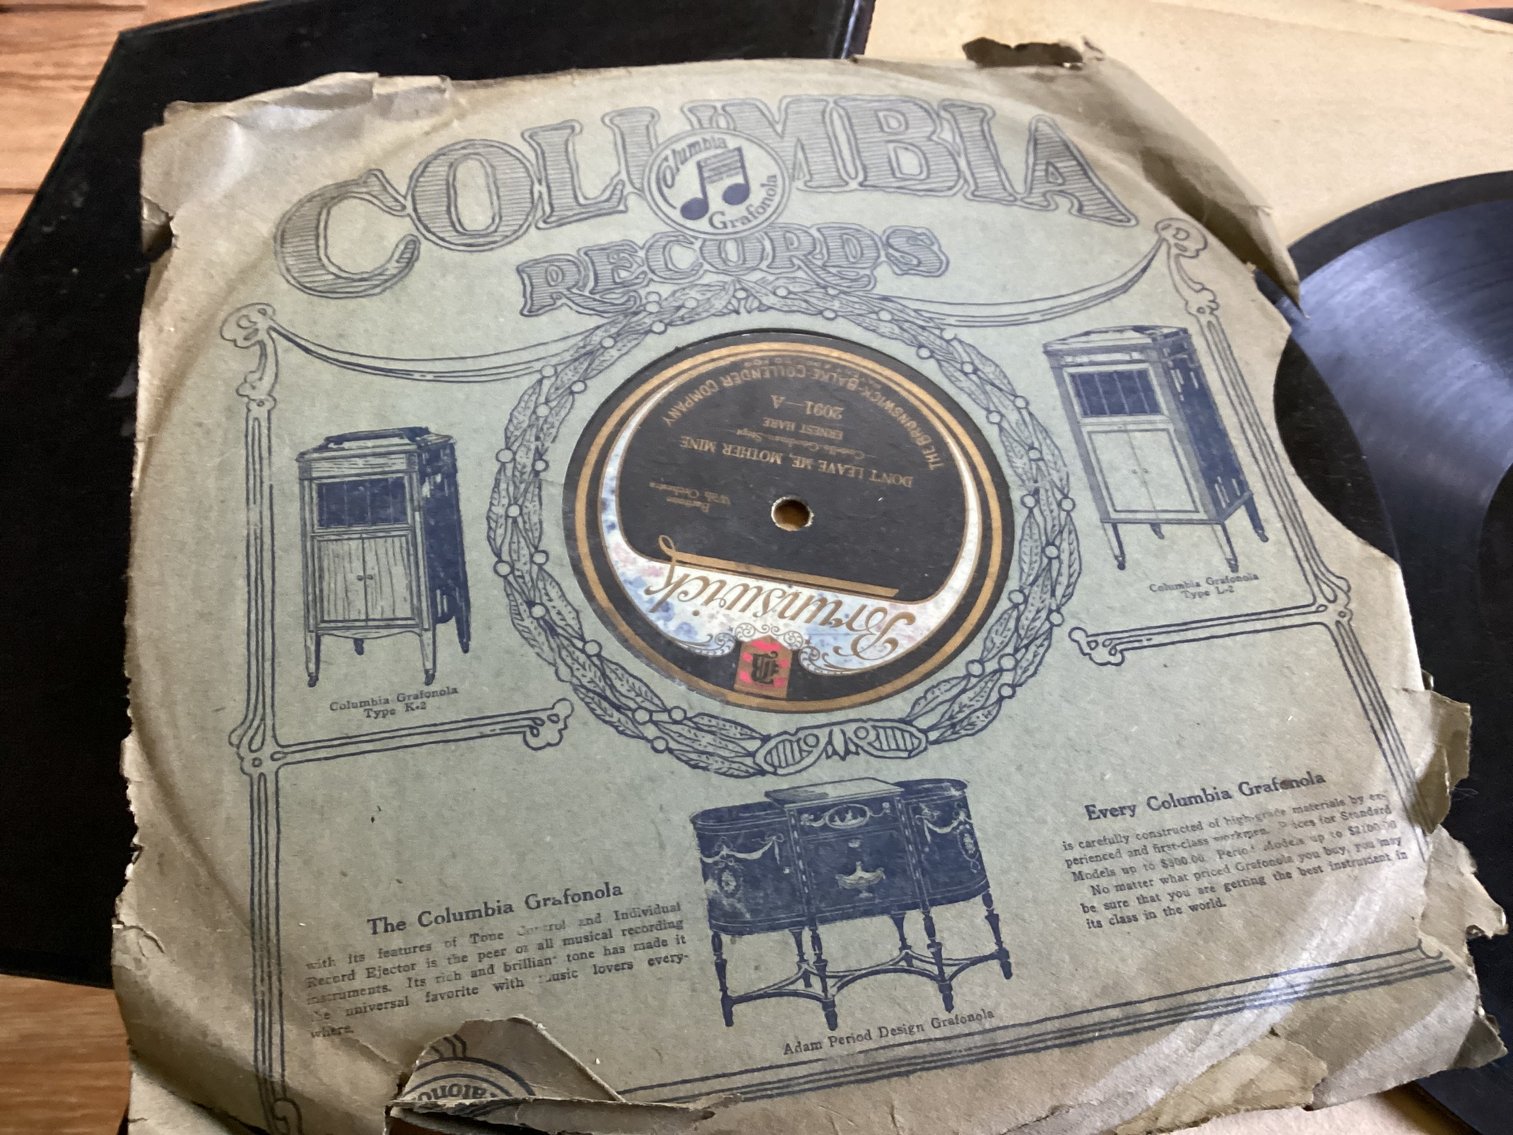 COLUMBIA
Columbia
Grafonola
RECORDS
Brunswick
B
Baritone
With Orchestra
DON'T LEAVE ME, MOTHER MINE
ERNEST HARE
2091—A
THE BRUNSWICK-BALKE-COLLENDER COMPANY
Columbia Grafonola
Type K-2
Columbia Grafonola
Type L-2
The Columbia Grafonola
with its features of Tone Control and Individual
Record Ejector is the peer of all musical recording
instruments. Its rich and brilliant tone has made it
the universal favorite with music lovers every-
where.
Adam Period Design Grafonola
Every Columbia Grafonola
is carefully constructed of high-grade materials by ex-
perienced and first-class workmen. Prices for Standard
Models up to $300.00. Period Models up to $2100.00
No matter what priced Grafonola you buy, you may
be sure that you are getting the best instrument in
its class in the world.